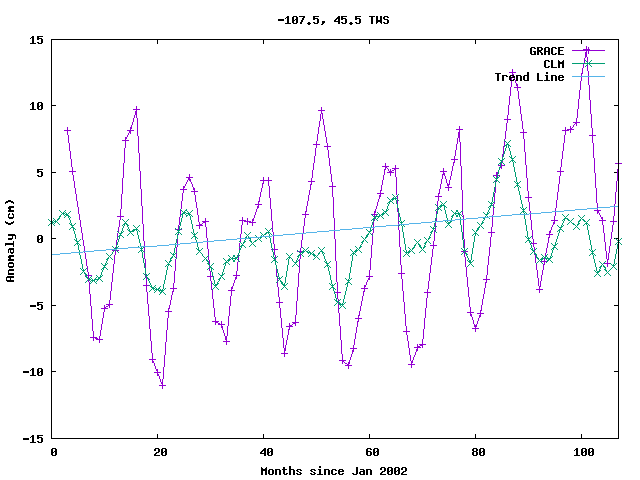 -107.5, 45.5 TWS
15
GRACE
CLM
Trend Line
10
5
0
-5
-10
-15
Anomaly (cm)
0 20 40 60 80 100
Months since Jan 2002